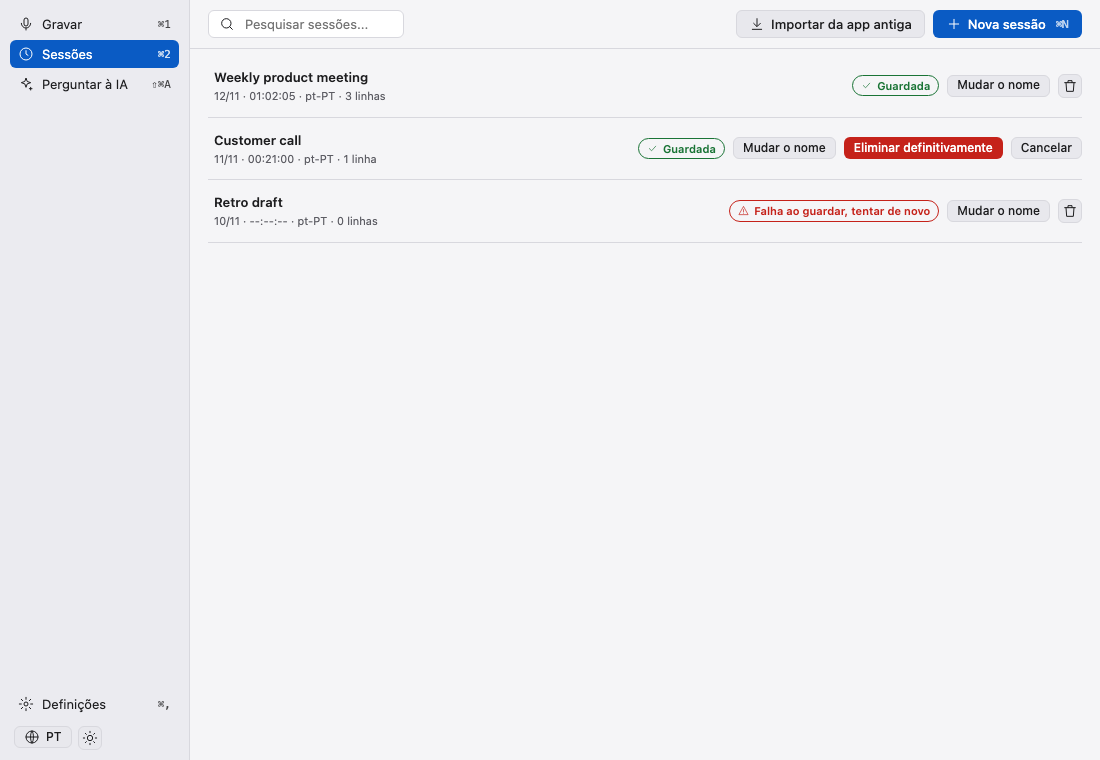 Gravar ⌘1
Sessões ⌘2
Perguntar à IA ⇧⌘A
Pesquisar sessões...
Importar da app antiga
Nova sessão ⌘N
Weekly product meeting
12/11 · 01:02:05 · pt-PT · 3 linhas
Guardada
Mudar o nome
Customer call
11/11 · 00:21:00 · pt-PT · 1 linha
Guardada
Mudar o nome
Eliminar definitivamente
Cancelar
Retro draft
10/11 · --:--:-- · pt-PT · 0 linhas
Falha ao guardar, tentar de novo
Mudar o nome
Definições ⌘,
PT